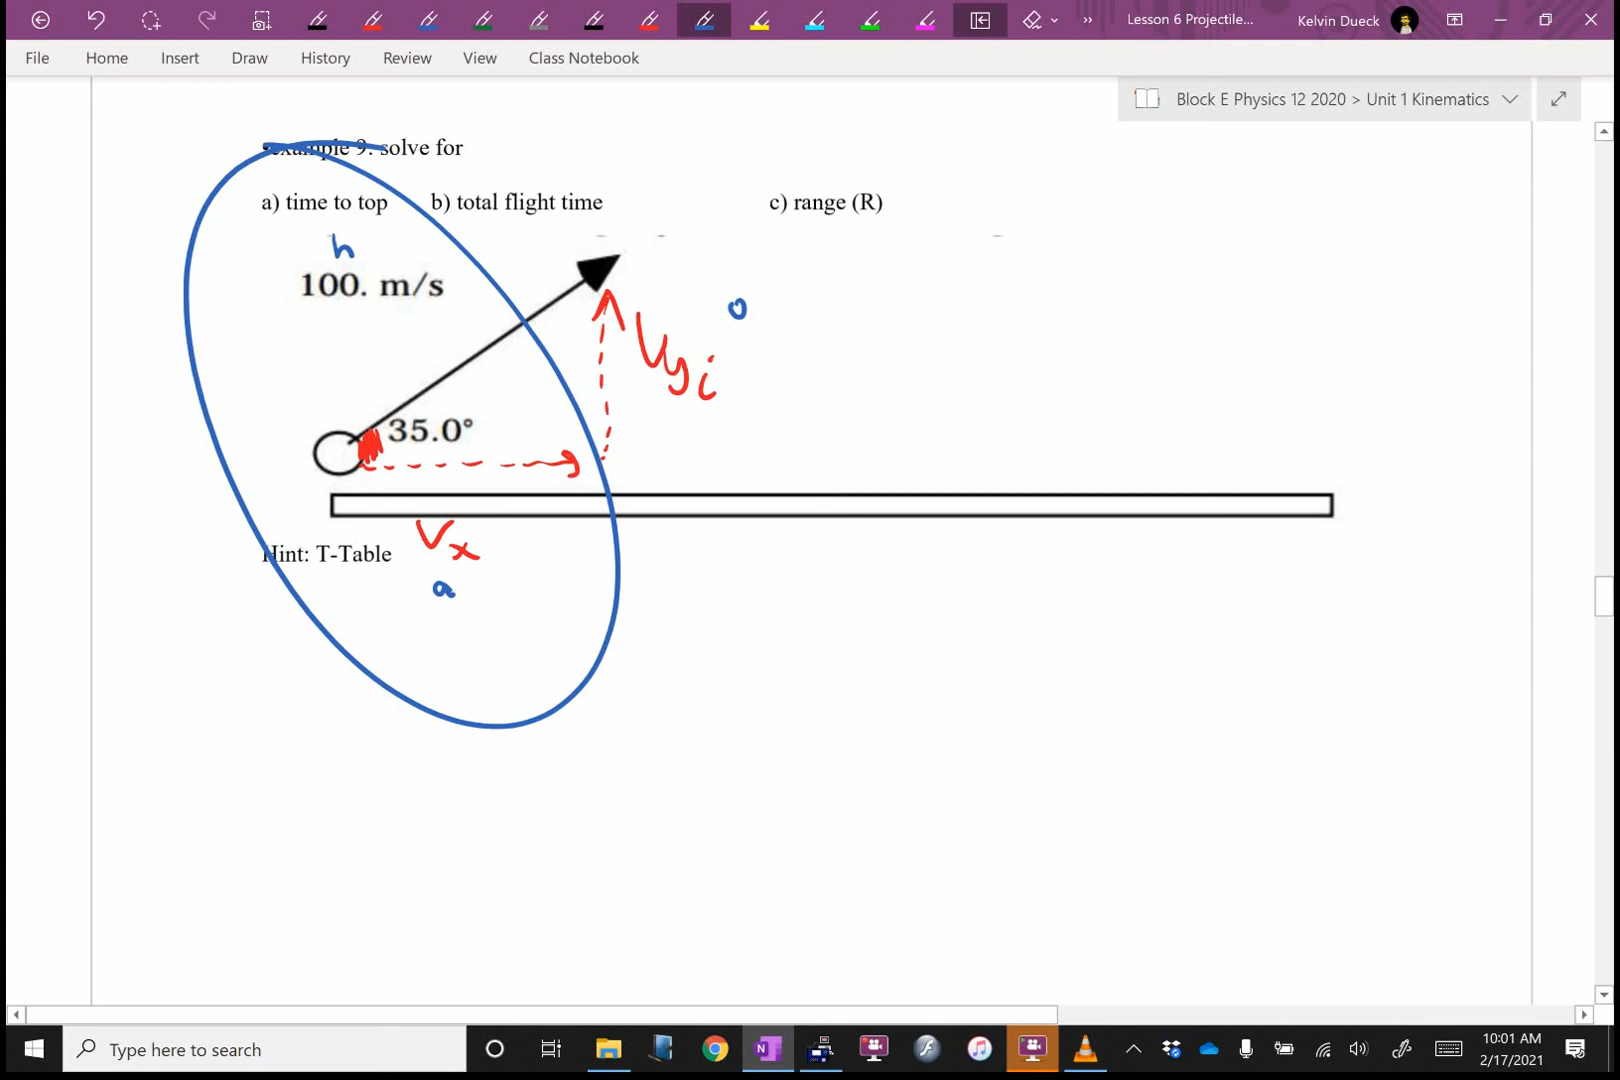 Lesson 6 Projectile...
Kelvin Dueck
File Home Insert Draw History Review View Class Notebook
Block E Physics 12 2020 > Unit 1 Kinematics
•example 9: solve for
a) time to top b) total flight time c) range (R)
h
100. m/s
o
Vyi
35.0°
Vx
Hint: T-Table
a
Type here to search
10:01 AM
2/17/2021